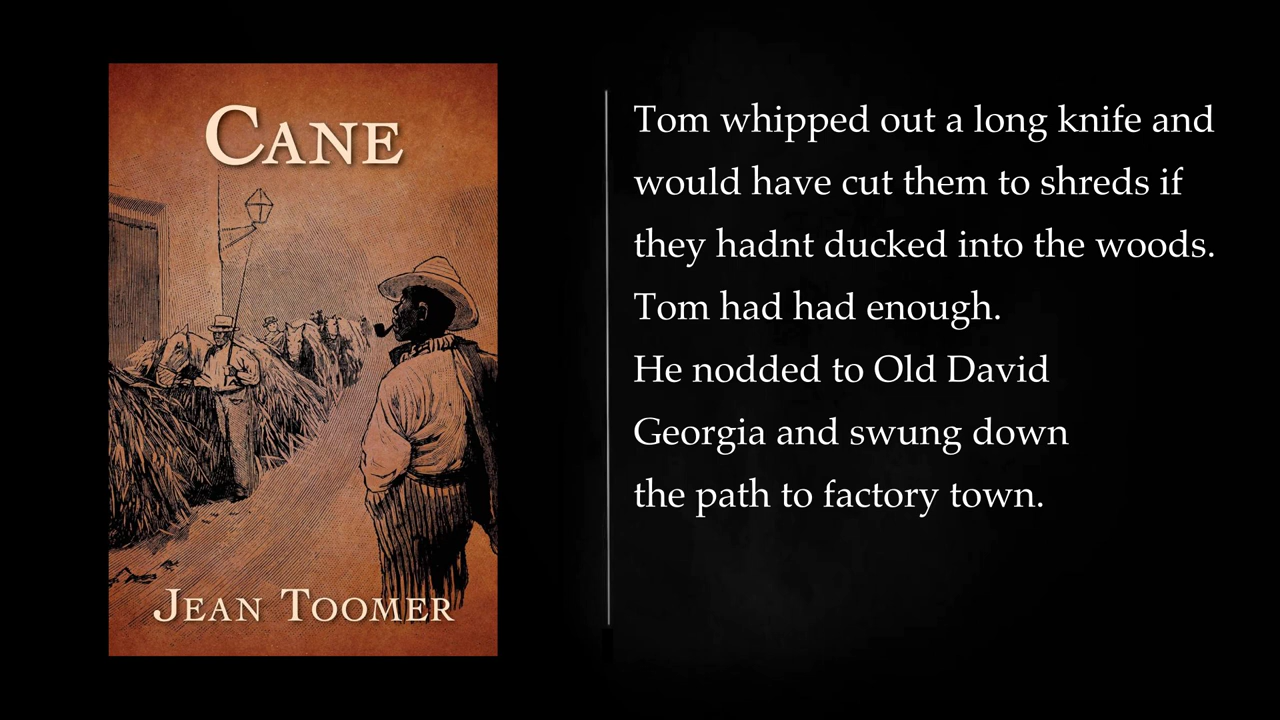 CANE
JEAN TOOMER
Tom whipped out a long knife and
would have cut them to shreds if
they hadnt ducked into the woods.
Tom had had enough.
He nodded to Old David
Georgia and swung down
the path to factory town.